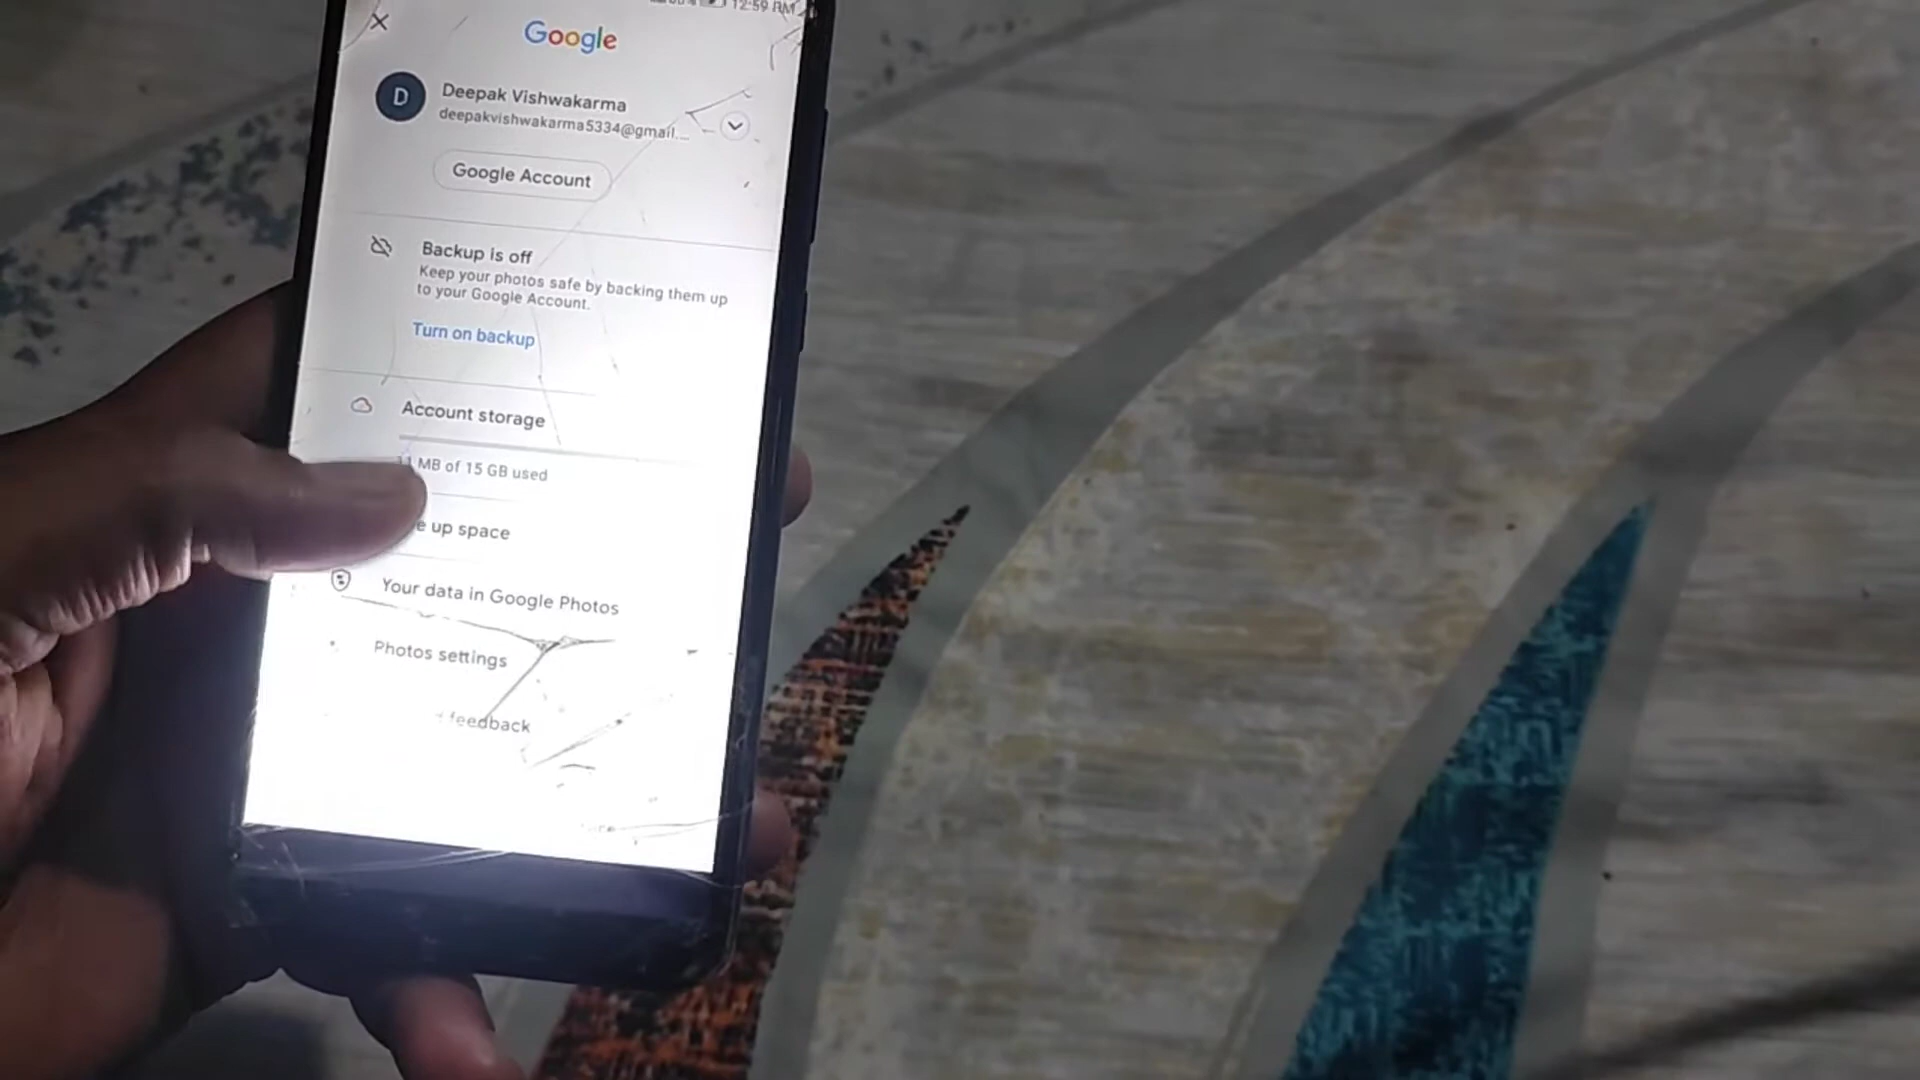 12:59
Google
D
Deepak Vishwakarma
deepakvishwakarma5334@gmail....
Google Account
Backup is off
Keep your photos safe by backing them up
to your Google Account.
Turn on backup
Account storage
MB of 15 GB used
up space
Your data in Google Photos
Photos settings
feedback